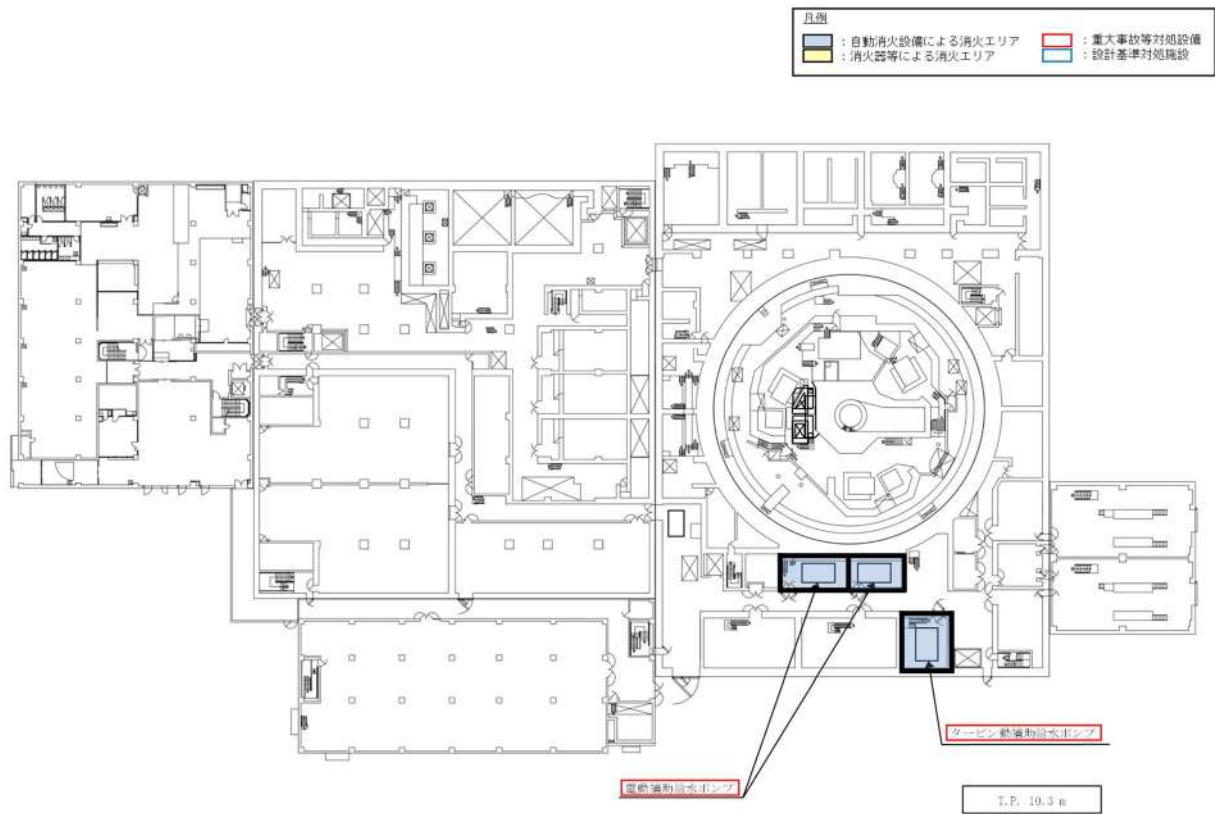 凡例
：自動消火設備による消火エリア
：重大事故等対処設備
：消火器等による消火エリア
：設計基準対処施設
タービン動補助給水ポンプ
電動補助給水ポンプ
T.P. 10.3 m